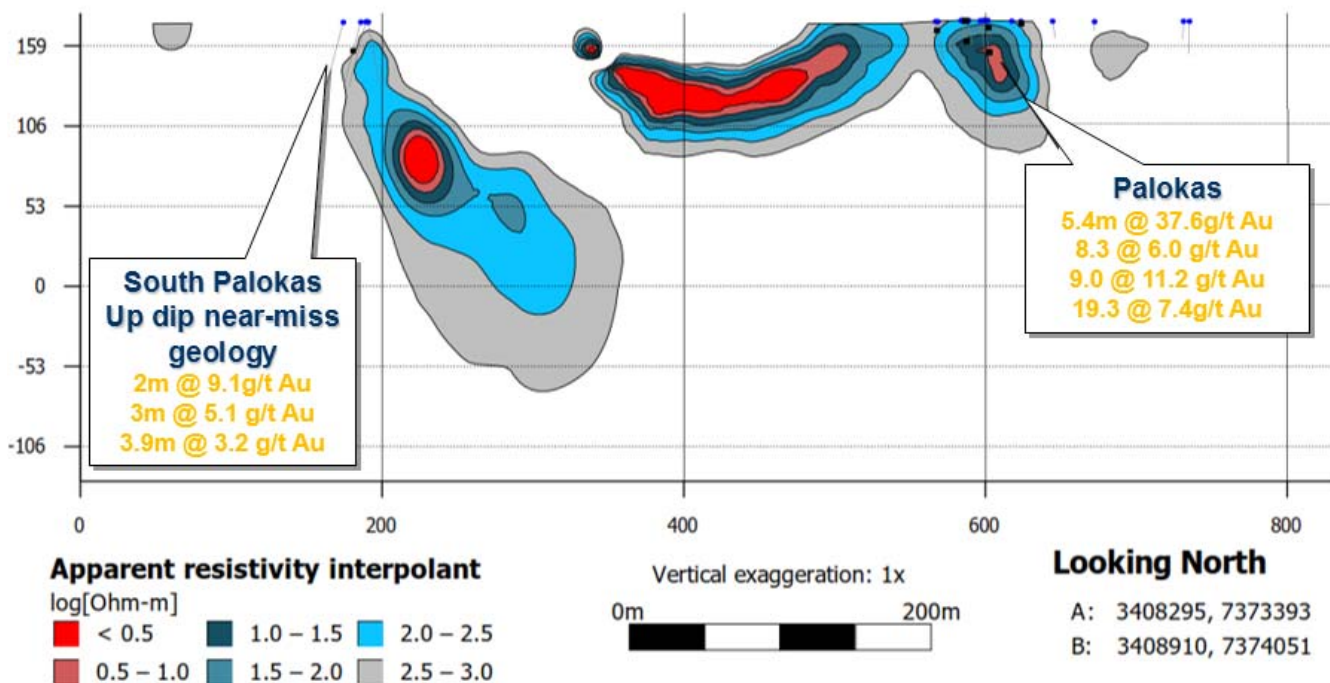 159
106
53
0
-53
-106
South Palokas
Up dip near-miss
geology
2m @ 9.1g/t Au
3m @ 5.1 g/t Au
3.9m @ 3.2 g/t Au
Palokas
5.4m @ 37.6g/t Au
8.3 @ 6.0 g/t Au
9.0 @ 11.2 g/t Au
19.3 @ 7.4g/t Au
0 200 400 600 800
Apparent resistivity interpolant
log[Ohm-m]
< 0.5 1.0 – 1.5 2.0 – 2.5
0.5 – 1.0 1.5 – 2.0 2.5 – 3.0
Vertical exaggeration: 1x
0m 200m
Looking North
A: 3408295, 7373393
B: 3408910, 7374051